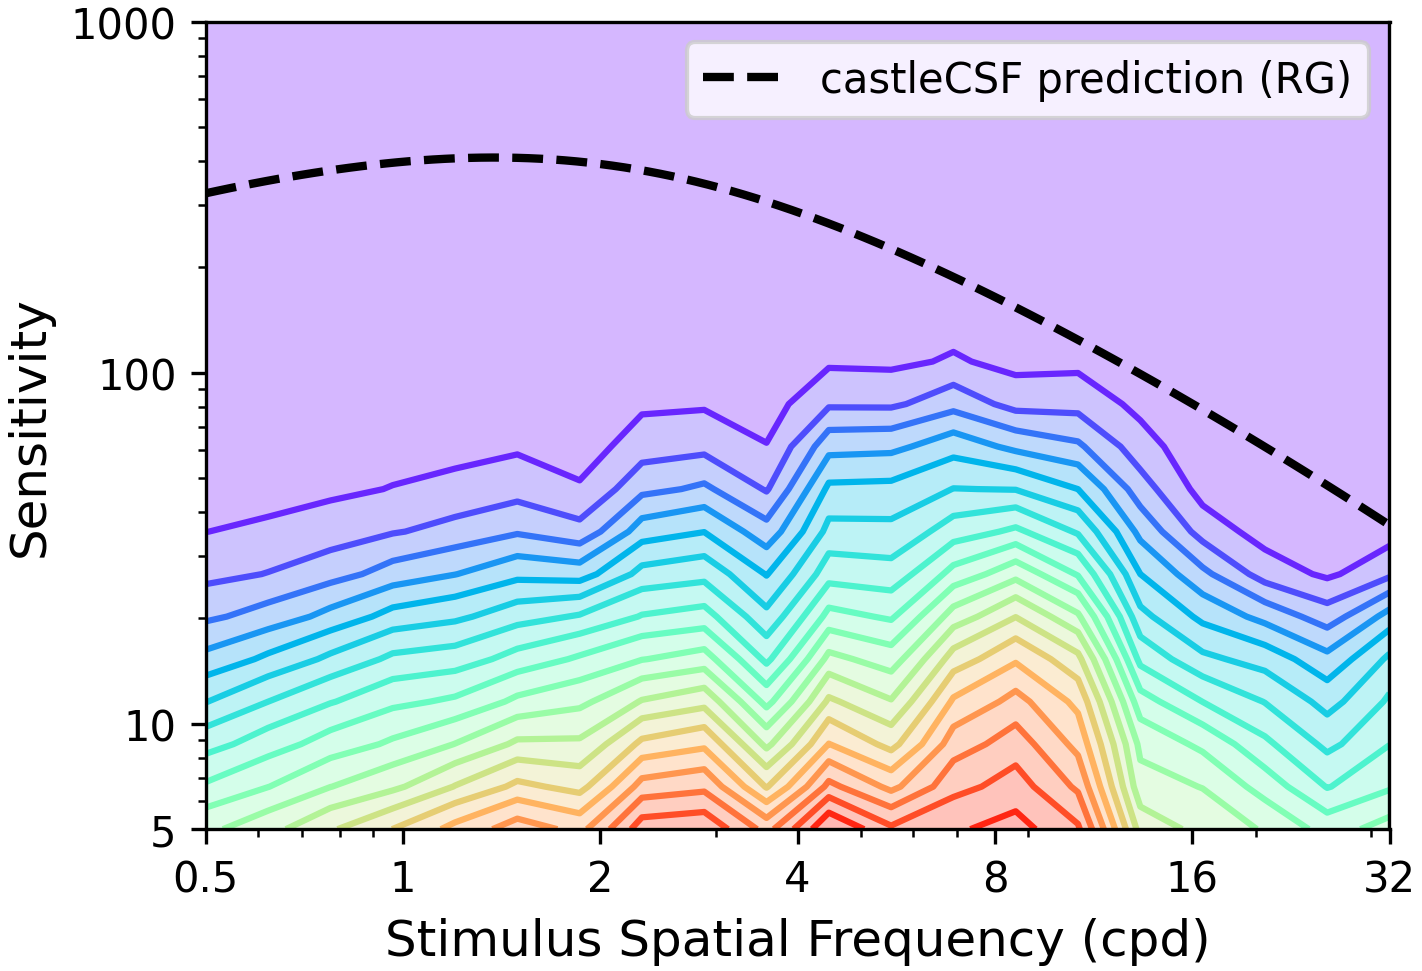 1000
castleCSF prediction (RG)
Sensitivity
100
10
5
0.5 1 2 4 8 16 32
Stimulus Spatial Frequency (cpd)